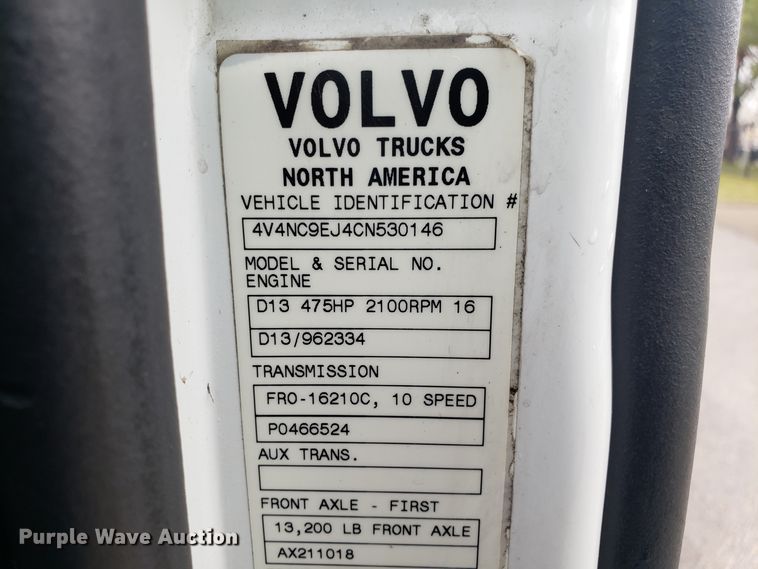 VOLVO
VOLVO TRUCKS
NORTH AMERICA
VEHICLE IDENTIFICATION #
4V4NC9EJ4CN530146
MODEL & SERIAL NO.
ENGINE
D13 475HP 2100RPM 16
D13/962334
TRANSMISSION
FRO-16210C, 10 SPEED
P0466524
AUX TRANS.
FRONT AXLE - FIRST
13,200 LB FRONT AXLE
AX211018
Purple Wave Auction